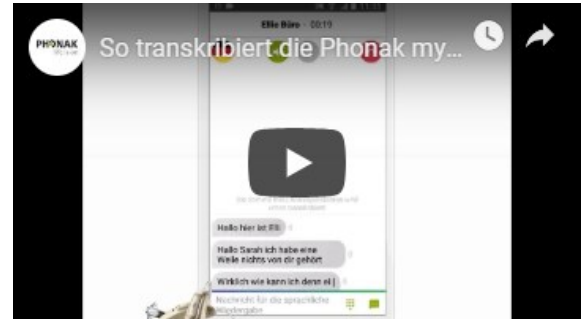 Ellie Büro - 00:19
PHONAK
So transkribiert die Phonak my...
Hallo hier ist Elli
Hallo Sarah ich habe eine
Weile nichts von dir gehört
Wirklich wie kann ich denn ei
Nachricht für die sprachliche
Wiedergabe